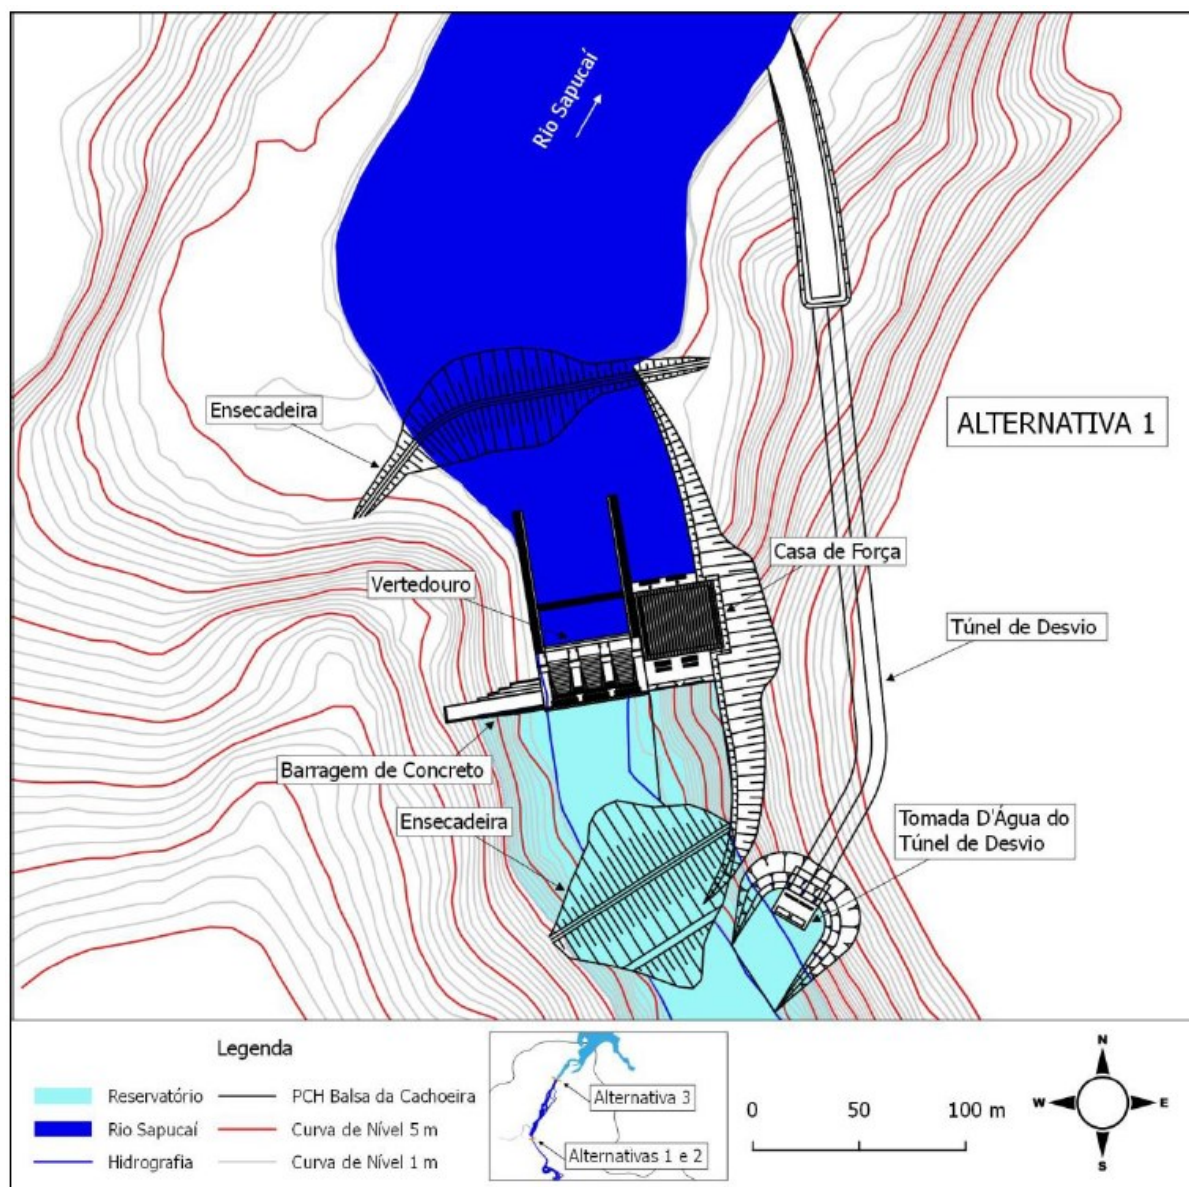 Rio Sapucaí
Ensecadeira
ALTERNATIVA 1
Casa de Força
Vertedouro
Túnel de Desvio
Barragem de Concreto
Ensecadeira
Tomada D'Água do
Túnel de Desvio
Legenda
Reservatório
PCH Balsa da Cachoeira
Rio Sapucaí
Curva de Nível 5 m
Hidrografia
Curva de Nível 1 m
Alternativa 3
Alternativas 1 e 2
0 50 100 m
N
W E
S